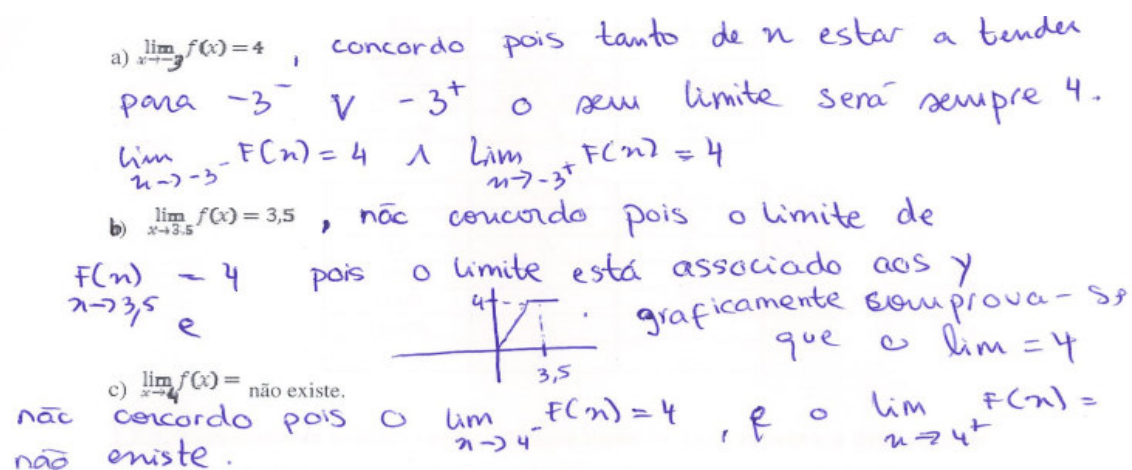 a) lim x→-3 f(x) = 4 , concordo pois tanto de x estar a tender
para -3⁻ V -3⁺ o seu limite será sempre 4.
lim x→-3⁻ F(x) = 4 ∧ Lim x→-3⁺ F(x) = 4
b) lim x→3.5 f(x) = 3,5 , não concordo pois o limite de
F(x) x→3,5 = 4 pois o limite está associado aos y
e 4 3,5 . graficamente comprova-se
que o lim = 4
c) lim x→4 f(x) = não existe.
não concordo pois o lim x→4⁻ F(x) = 4 , e o lim x→4⁺ F(x) =
não existe.